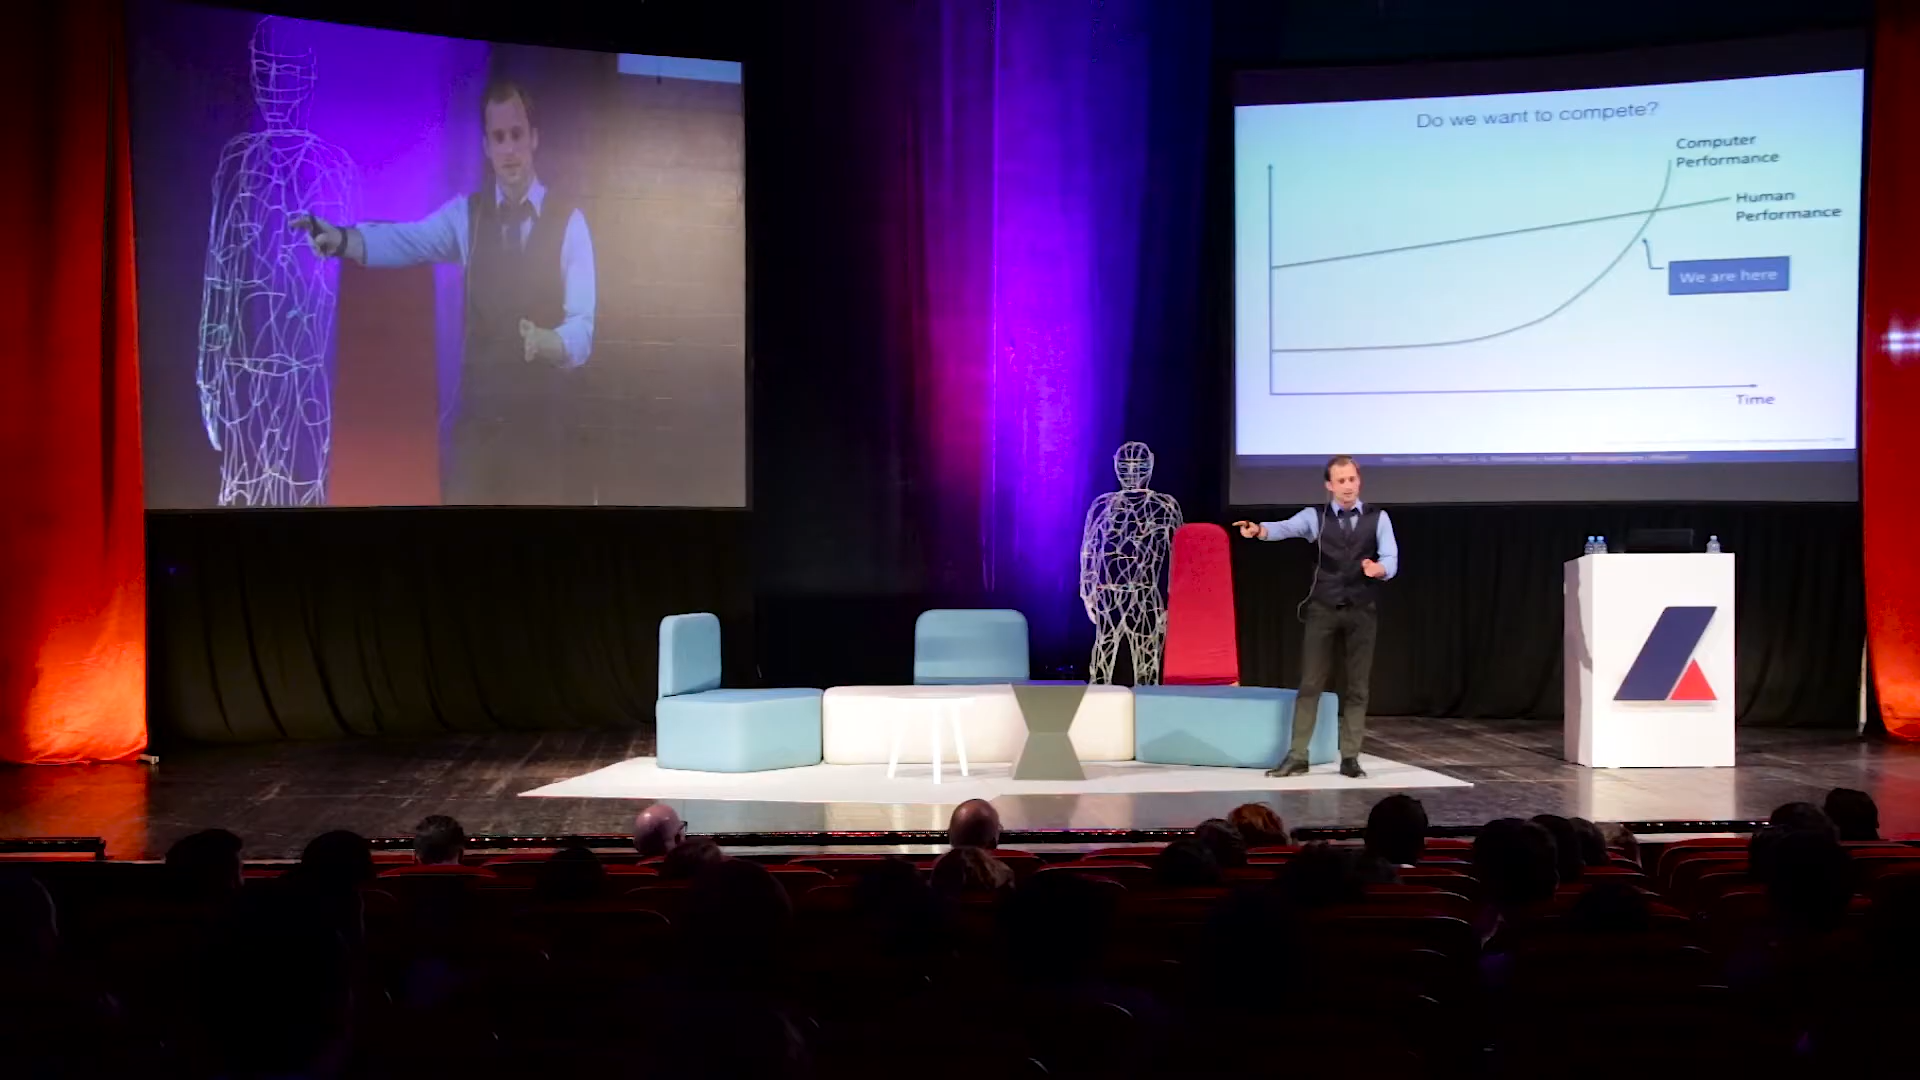 Do we want to compete?
Computer
Performance
Human
Performance
We are here
Time